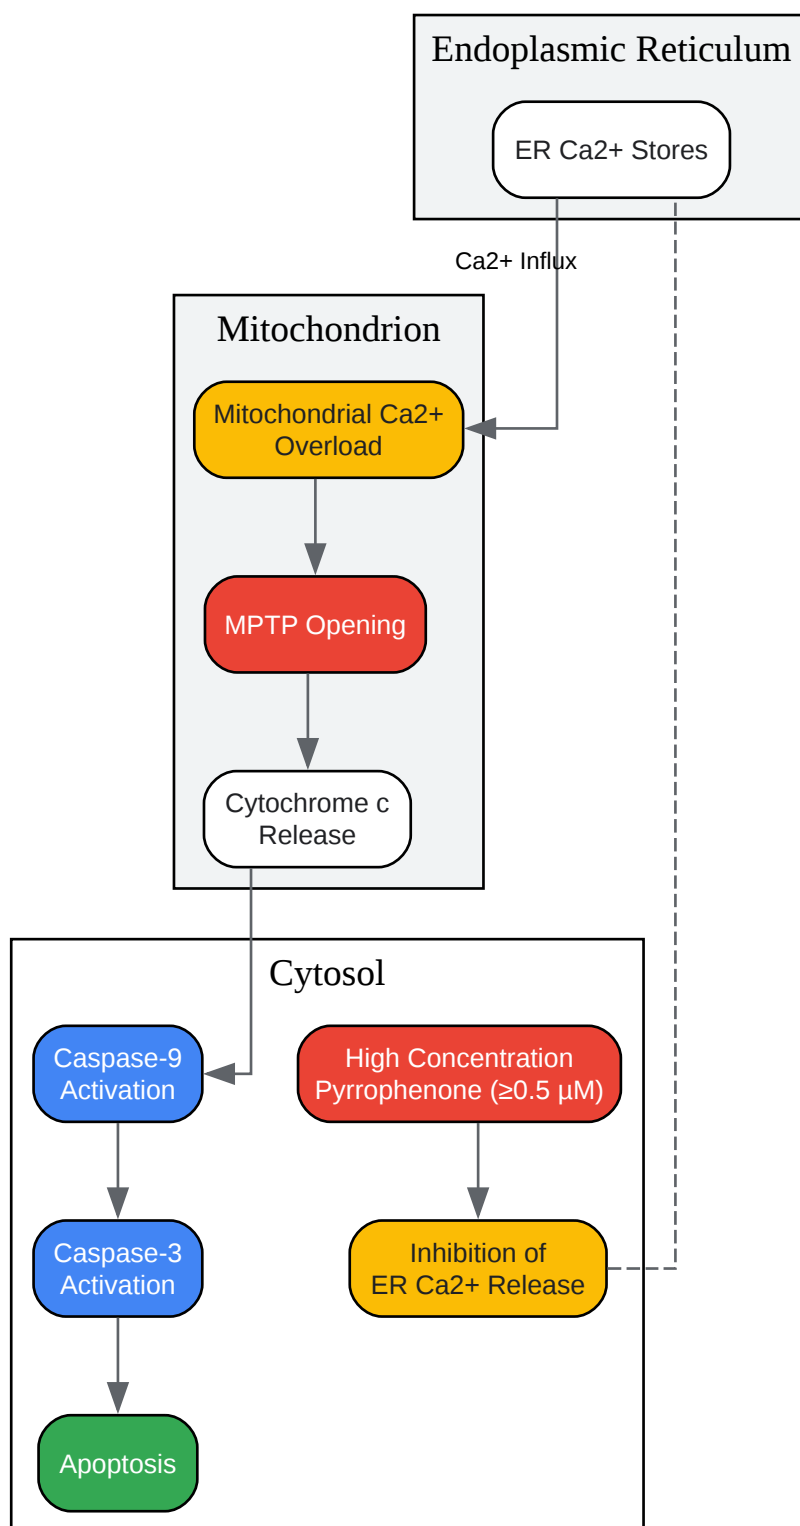 Endoplasmic Reticulum
ER Ca2+ Stores
Ca2+ Influx
Mitochondrion
Mitochondrial Ca2+
Overload
MPTP Opening
Cytochrome c
Release
Cytosol
Caspase-9
Activation
High Concentration
Pyrrophenone (≥0.5 μM)
Caspase-3
Activation
Inhibition of
ER Ca2+ Release
Apoptosis